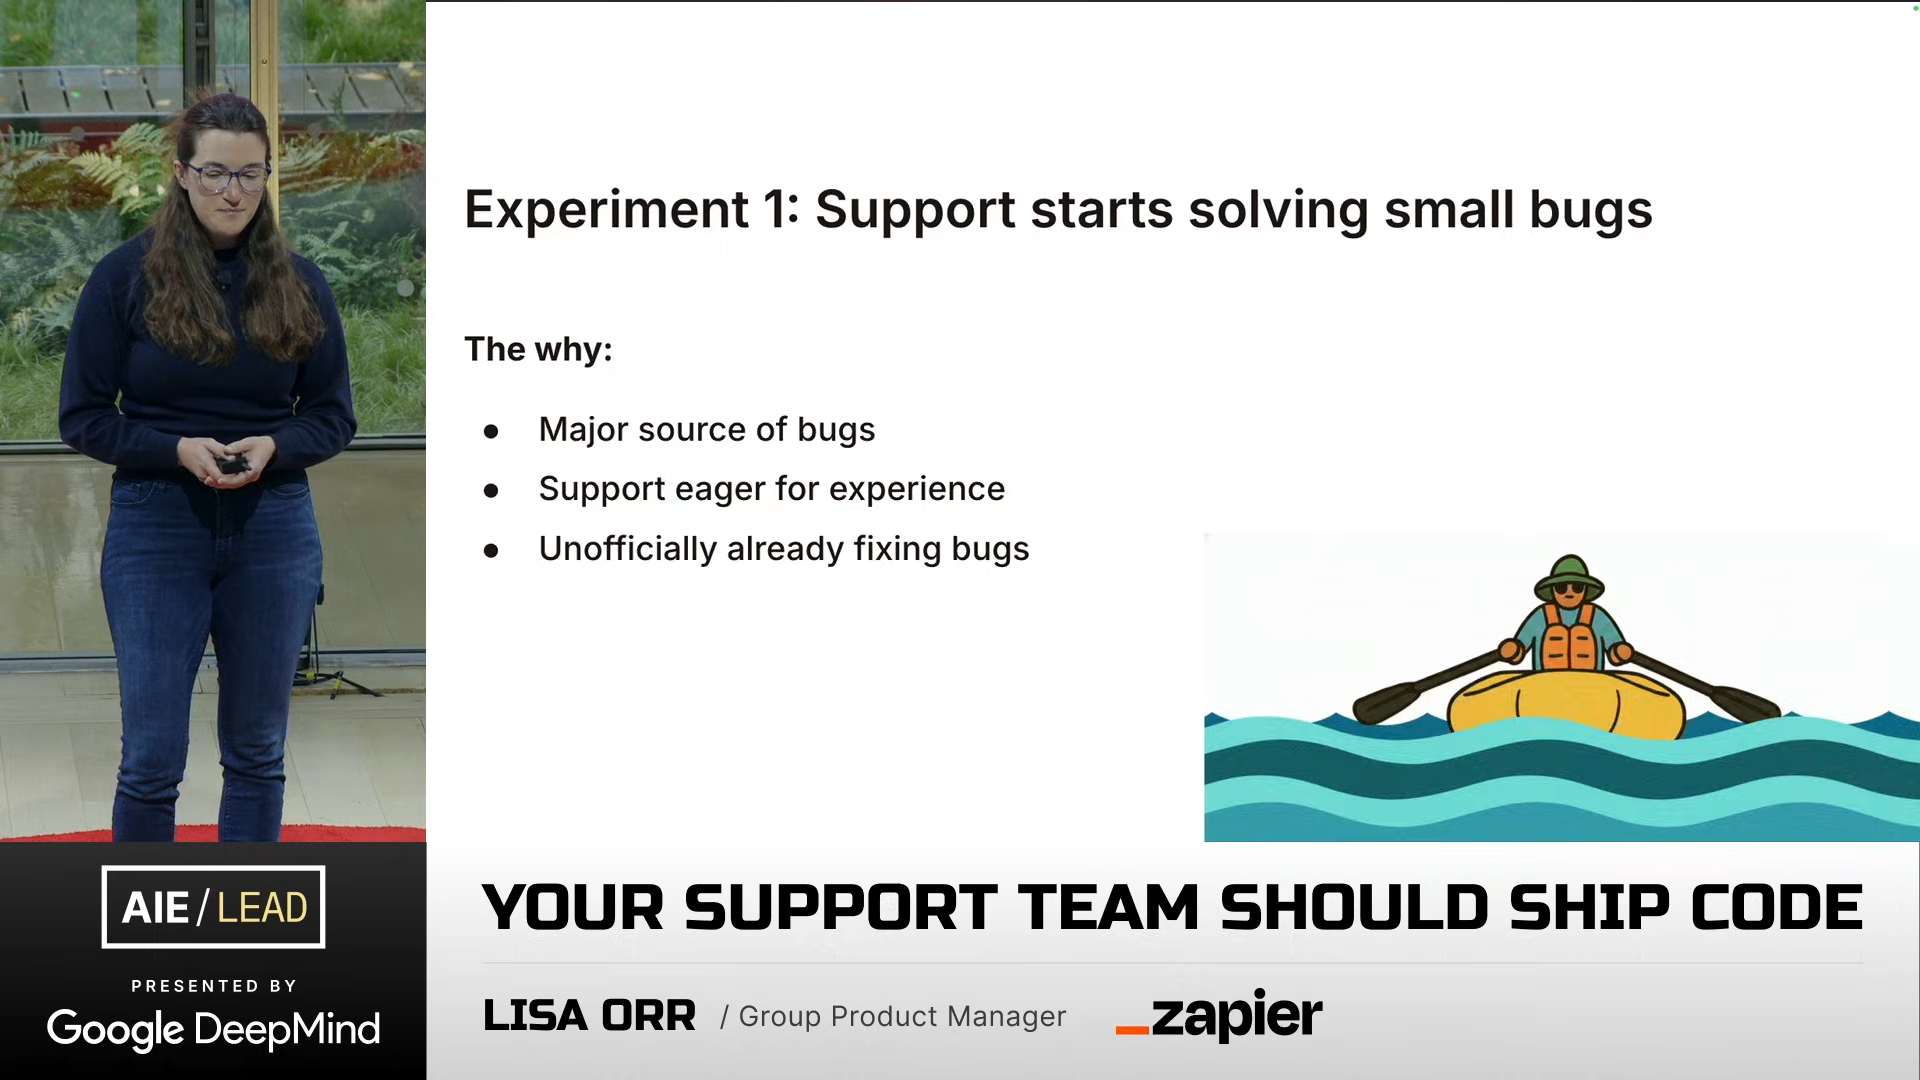 Experiment 1: Support starts solving small bugs
The why:
● Major source of bugs
● Support eager for experience
● Unofficially already fixing bugs
AIE/LEAD
PRESENTED BY
Google DeepMind
YOUR SUPPORT TEAM SHOULD SHIP CODE
LISA ORR / Group Product Manager
_zapier